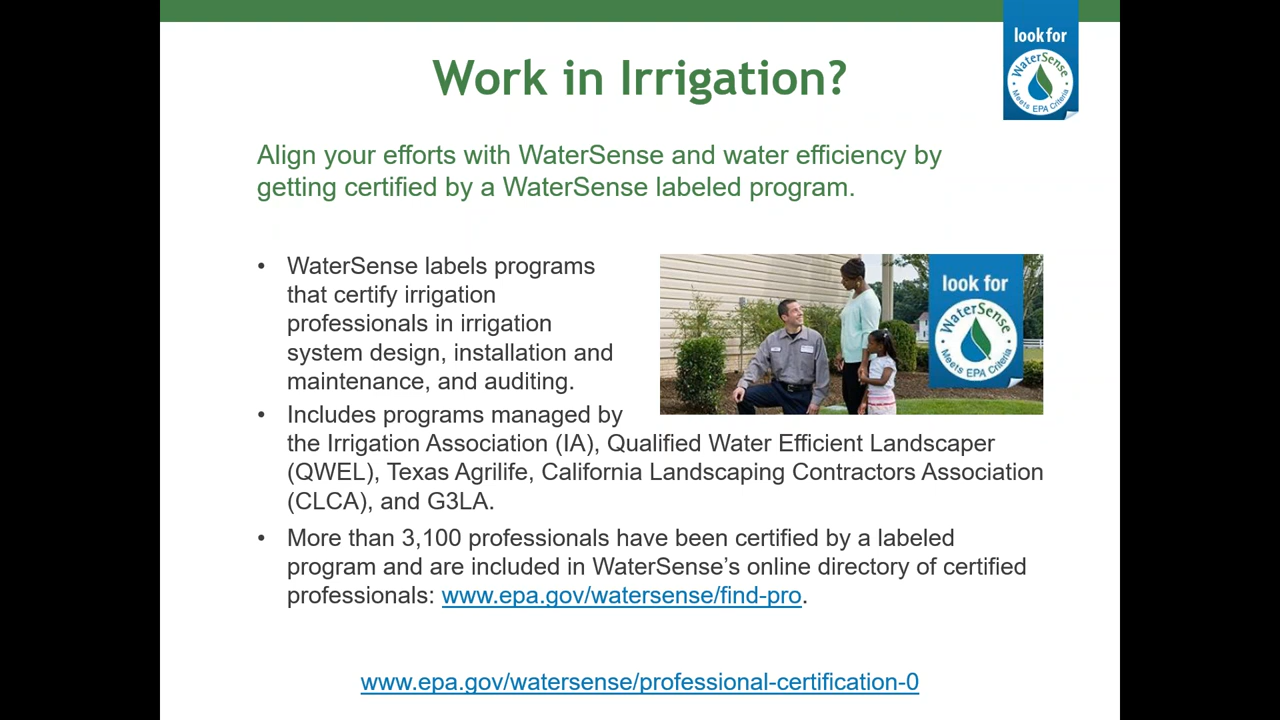 look for
WaterSense
Meets EPA Criteria
Work in Irrigation?
Align your efforts with WaterSense and water efficiency by
getting certified by a WaterSense labeled program.
• WaterSense labels programs
that certify irrigation
professionals in irrigation
system design, installation and
maintenance, and auditing.
look for
WaterSense
Meets EPA Criteria
• Includes programs managed by
the Irrigation Association (IA), Qualified Water Efficient Landscaper
(QWEL), Texas Agrilife, California Landscaping Contractors Association
(CLCA), and G3LA.
• More than 3,100 professionals have been certified by a labeled
program and are included in WaterSense’s online directory of certified
professionals: www.epa.gov/watersense/find-pro.
www.epa.gov/watersense/professional-certification-0